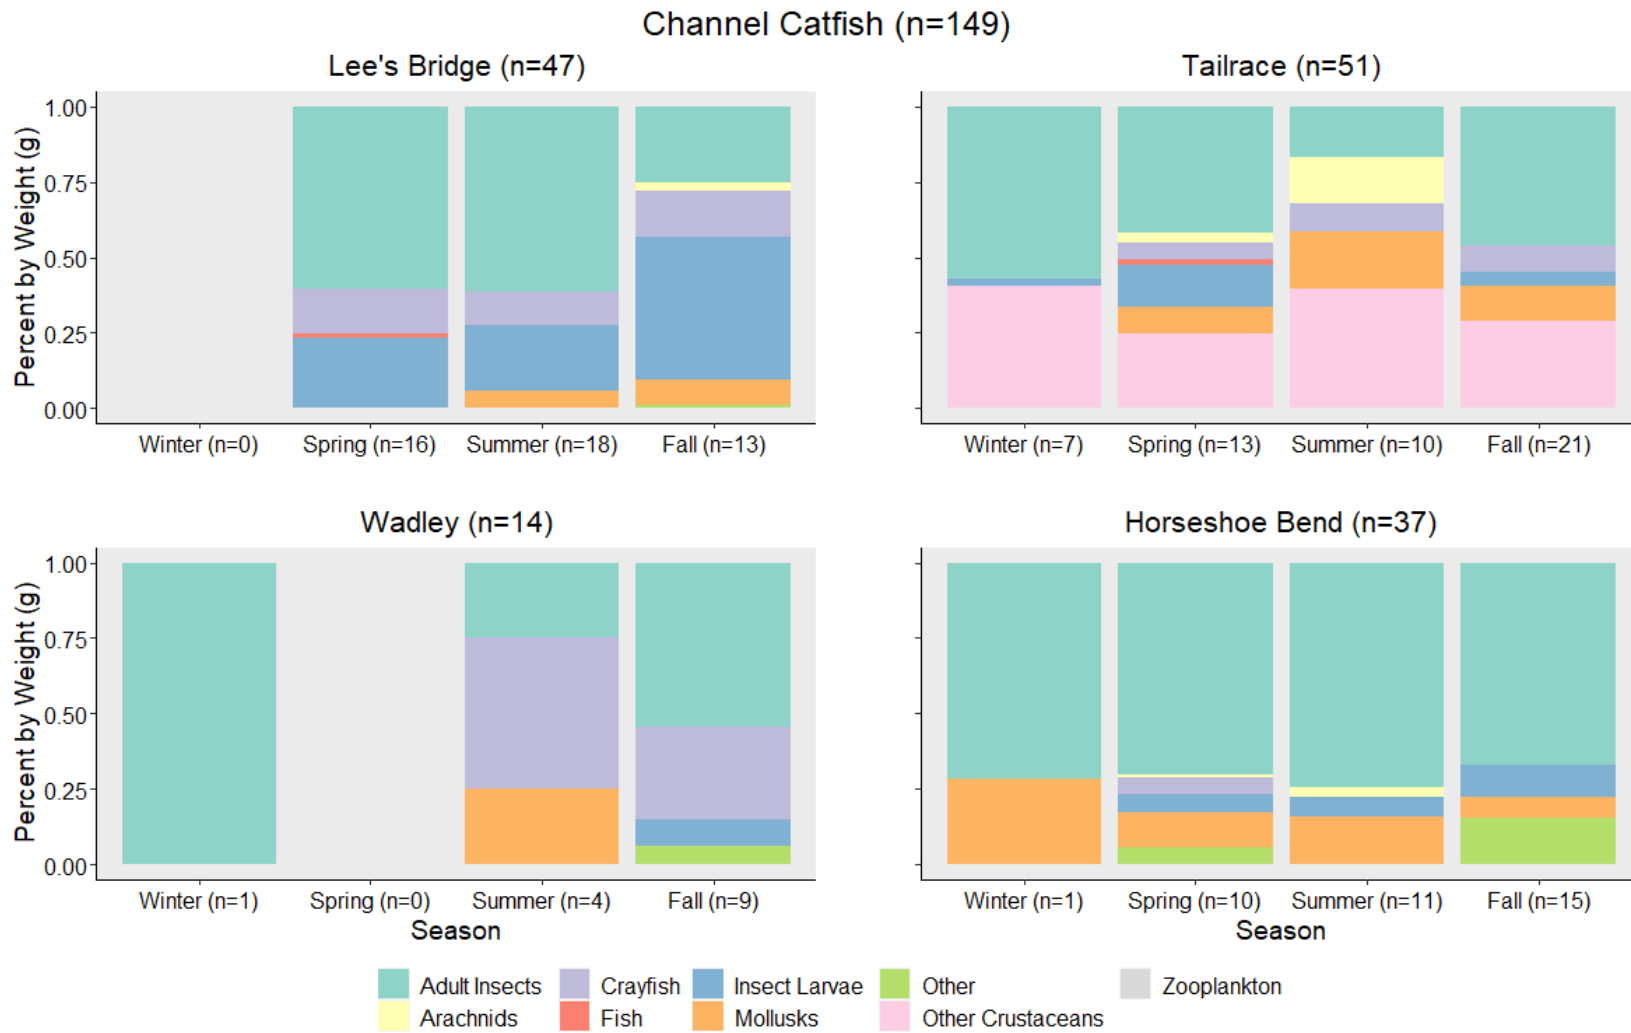 Channel Catfish (n=149)
Lee's Bridge (n=47)
Percent by Weight (g)
1.00
0.75
0.50
0.25
0.00
Winter (n=0) Spring (n=16) Summer (n=18) Fall (n=13)
Tailrace (n=51)
Winter (n=7) Spring (n=13) Summer (n=10) Fall (n=21)
Wadley (n=14)
Percent by Weight (g)
1.00
0.75
0.50
0.25
0.00
Winter (n=1) Spring (n=0) Summer (n=4) Fall (n=9)
Season
Horseshoe Bend (n=37)
Winter (n=1) Spring (n=10) Summer (n=11) Fall (n=15)
Season
Adult Insects Crayfish Insect Larvae Other Zooplankton
Arachnids Fish Mollusks Other Crustaceans